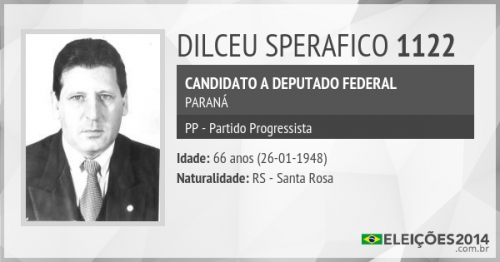 DILCEU SPERAFICO 1122
CANDIDATO A DEPUTADO FEDERAL
PARANÁ
PP - Partido Progressista
Idade: 66 anos (26-01-1948)
Naturalidade: RS - Santa Rosa
ELEIÇÕES2014
.com.br